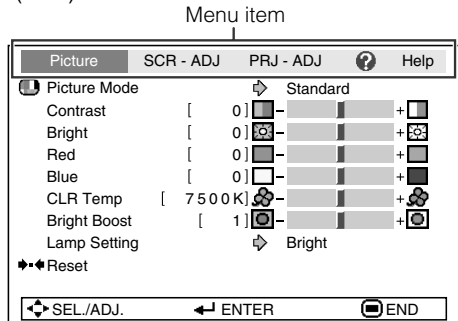 Menu item
Picture SCR - ADJ PRJ - ADJ ? Help
Picture Mode Standard
Contrast [ 0] - +
Bright [ 0] - +
Red [ 0] - +
Blue [ 0] - +
CLR Temp [ 7500K] - +
Bright Boost [ 1] - +
Lamp Setting Bright
Reset
SEL./ADJ. ENTER END